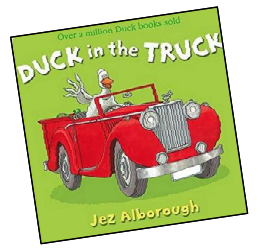 Over a million Duck books sold
DUCK in the TRUCK
Jez Alborough